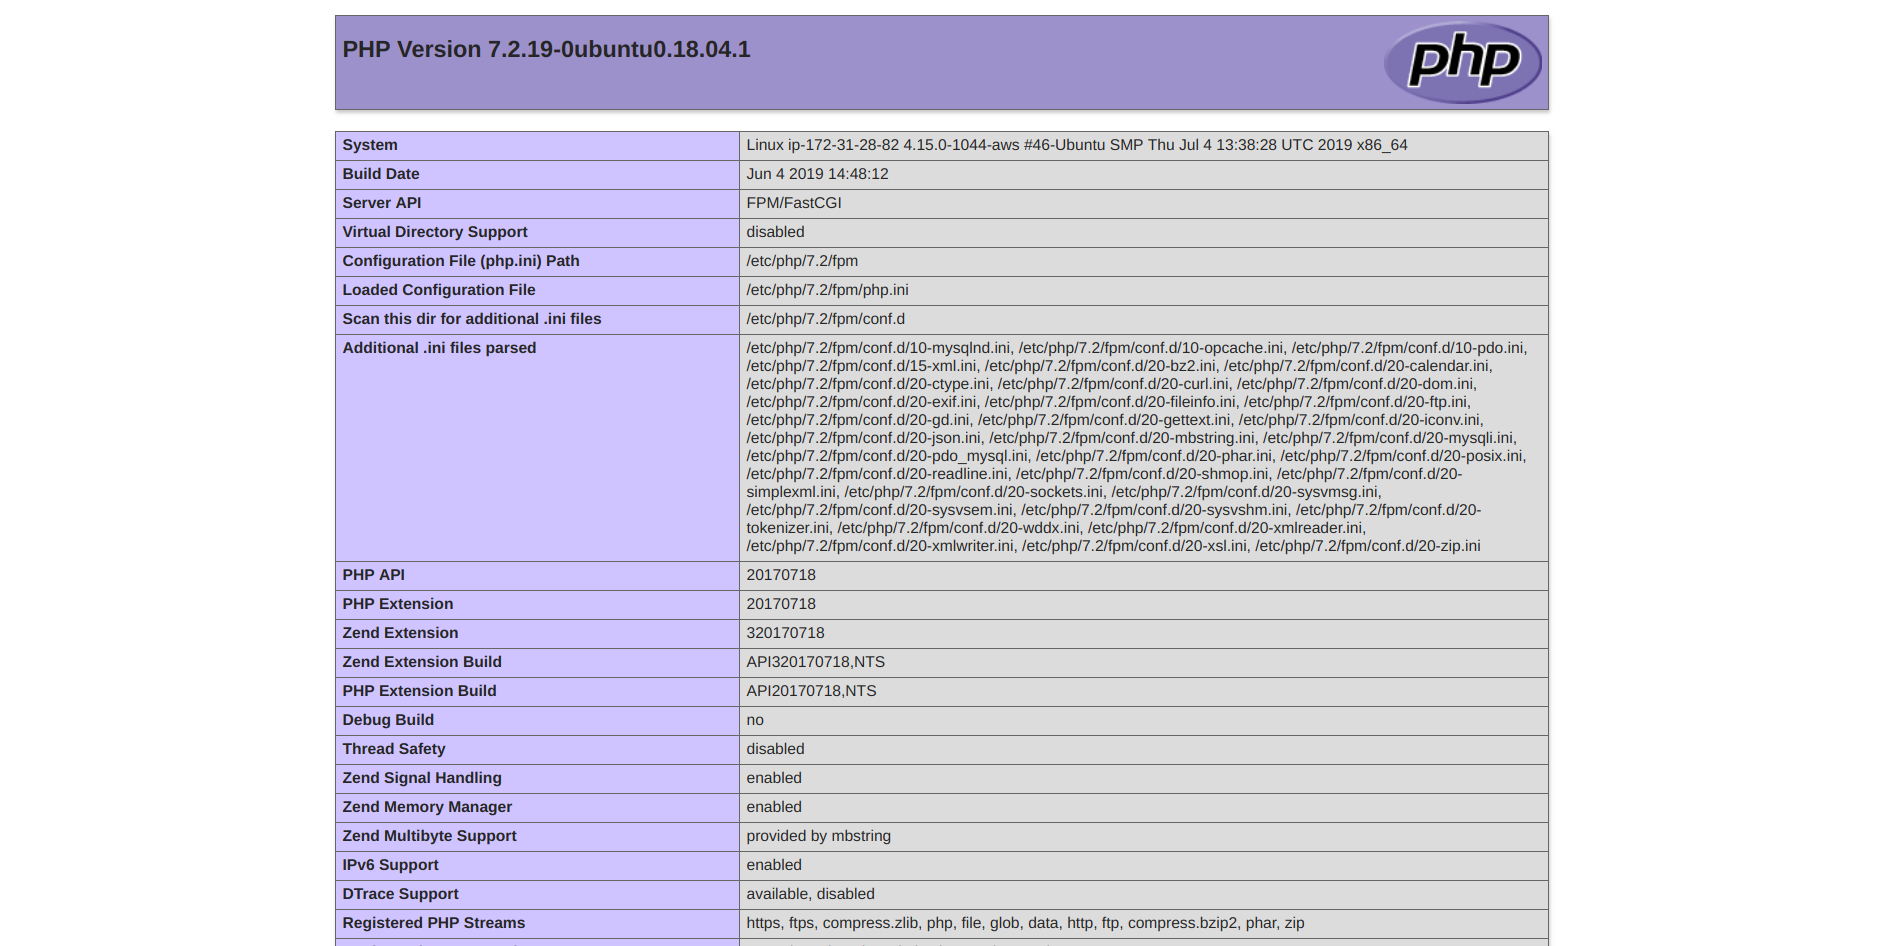 PHP Version 7.2.19-0ubuntu0.18.04.1
php
System Linux ip-172-31-28-82 4.15.0-1044-aws #46-Ubuntu SMP Thu Jul 4 13:38:28 UTC 2019 x86_64
Build Date Jun 4 2019 14:48:12
Server API FPM/FastCGI
Virtual Directory Support disabled
Configuration File (php.ini) Path /etc/php/7.2/fpm
Loaded Configuration File /etc/php/7.2/fpm/php.ini
Scan this dir for additional .ini files /etc/php/7.2/fpm/conf.d
Additional .ini files parsed /etc/php/7.2/fpm/conf.d/10-mysqlnd.ini, /etc/php/7.2/fpm/conf.d/10-opcache.ini, /etc/php/7.2/fpm/conf.d/10-pdo.ini,
/etc/php/7.2/fpm/conf.d/15-xml.ini, /etc/php/7.2/fpm/conf.d/20-bz2.ini, /etc/php/7.2/fpm/conf.d/20-calendar.ini,
/etc/php/7.2/fpm/conf.d/20-ctype.ini, /etc/php/7.2/fpm/conf.d/20-curl.ini, /etc/php/7.2/fpm/conf.d/20-dom.ini,
/etc/php/7.2/fpm/conf.d/20-exif.ini, /etc/php/7.2/fpm/conf.d/20-fileinfo.ini, /etc/php/7.2/fpm/conf.d/20-ftp.ini,
/etc/php/7.2/fpm/conf.d/20-gd.ini, /etc/php/7.2/fpm/conf.d/20-gettext.ini, /etc/php/7.2/fpm/conf.d/20-iconv.ini,
/etc/php/7.2/fpm/conf.d/20-json.ini, /etc/php/7.2/fpm/conf.d/20-mbstring.ini, /etc/php/7.2/fpm/conf.d/20-mysqli.ini,
/etc/php/7.2/fpm/conf.d/20-pdo_mysql.ini, /etc/php/7.2/fpm/conf.d/20-phar.ini, /etc/php/7.2/fpm/conf.d/20-posix.ini,
/etc/php/7.2/fpm/conf.d/20-readline.ini, /etc/php/7.2/fpm/conf.d/20-shmop.ini, /etc/php/7.2/fpm/conf.d/20-
simplexml.ini, /etc/php/7.2/fpm/conf.d/20-sockets.ini, /etc/php/7.2/fpm/conf.d/20-sysvmsg.ini,
/etc/php/7.2/fpm/conf.d/20-sysvsem.ini, /etc/php/7.2/fpm/conf.d/20-sysvshm.ini, /etc/php/7.2/fpm/conf.d/20-
tokenizer.ini, /etc/php/7.2/fpm/conf.d/20-wddx.ini, /etc/php/7.2/fpm/conf.d/20-xmlreader.ini,
/etc/php/7.2/fpm/conf.d/20-xmlwriter.ini, /etc/php/7.2/fpm/conf.d/20-xsl.ini, /etc/php/7.2/fpm/conf.d/20-zip.ini
PHP API 20170718
PHP Extension 20170718
Zend Extension 320170718
Zend Extension Build API320170718,NTS
PHP Extension Build API20170718,NTS
Debug Build no
Thread Safety disabled
Zend Signal Handling enabled
Zend Memory Manager enabled
Zend Multibyte Support provided by mbstring
IPv6 Support enabled
DTrace Support available, disabled
Registered PHP Streams https, ftps, compress.zlib, php, file, glob, data, http, ftp, compress.bzip2, phar, zip